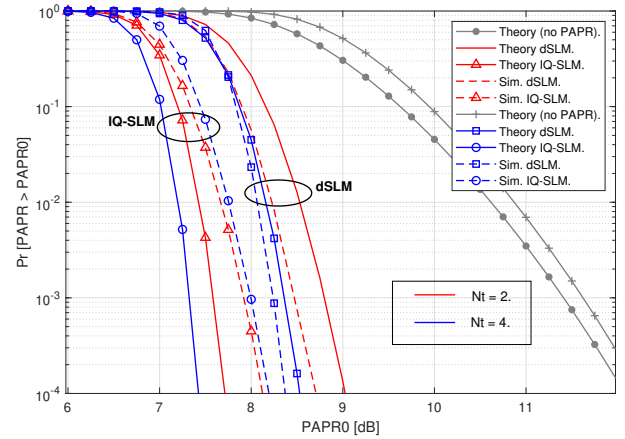 10^0
10^-1
10^-2
10^-3
10^-4
Pr [PAPR > PAPR0]
Theory (no PAPR).
Theory dSLM.
Theory IQ-SLM.
Sim. dSLM.
Sim. IQ-SLM.
Theory (no PAPR).
Theory dSLM.
Theory IQ-SLM.
Sim. dSLM.
Sim. IQ-SLM.
IQ-SLM
dSLM
Nt = 2.
Nt = 4.
6 7 8 9 10 11
PAPR0 [dB]